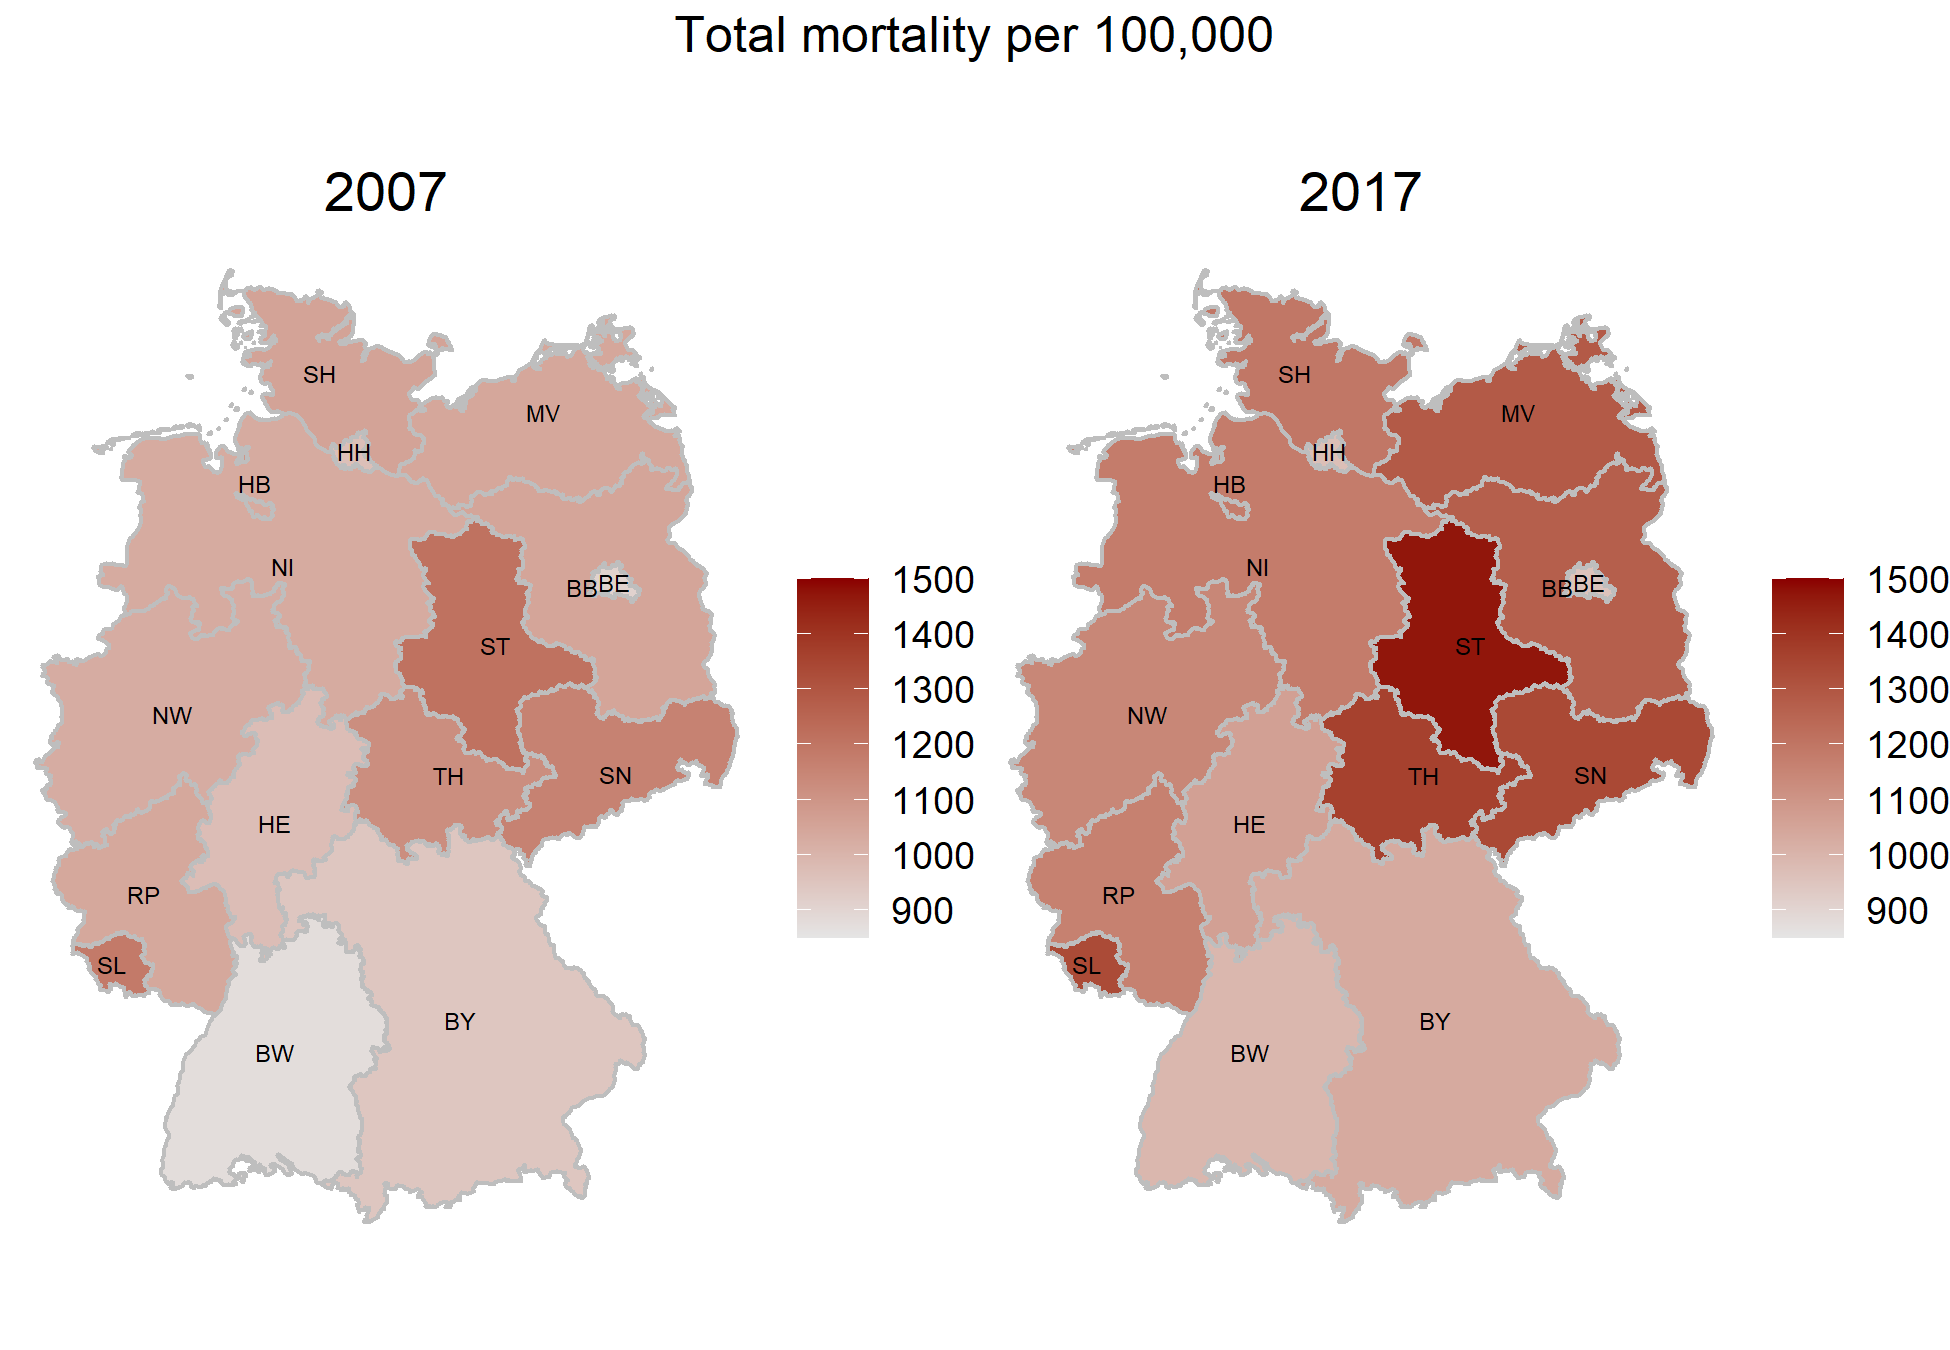 Total mortality per 100,000
2007
SH
MV
HH
HB
NI
BB BE
ST
NW
TH
SN
HE
RP
SL
BY
BW
1500
1400
1300
1200
1100
1000
900
2017
SH
MV
HH
HB
NI
BB BE
ST
NW
TH
SN
HE
RP
SL
BY
BW
1500
1400
1300
1200
1100
1000
900